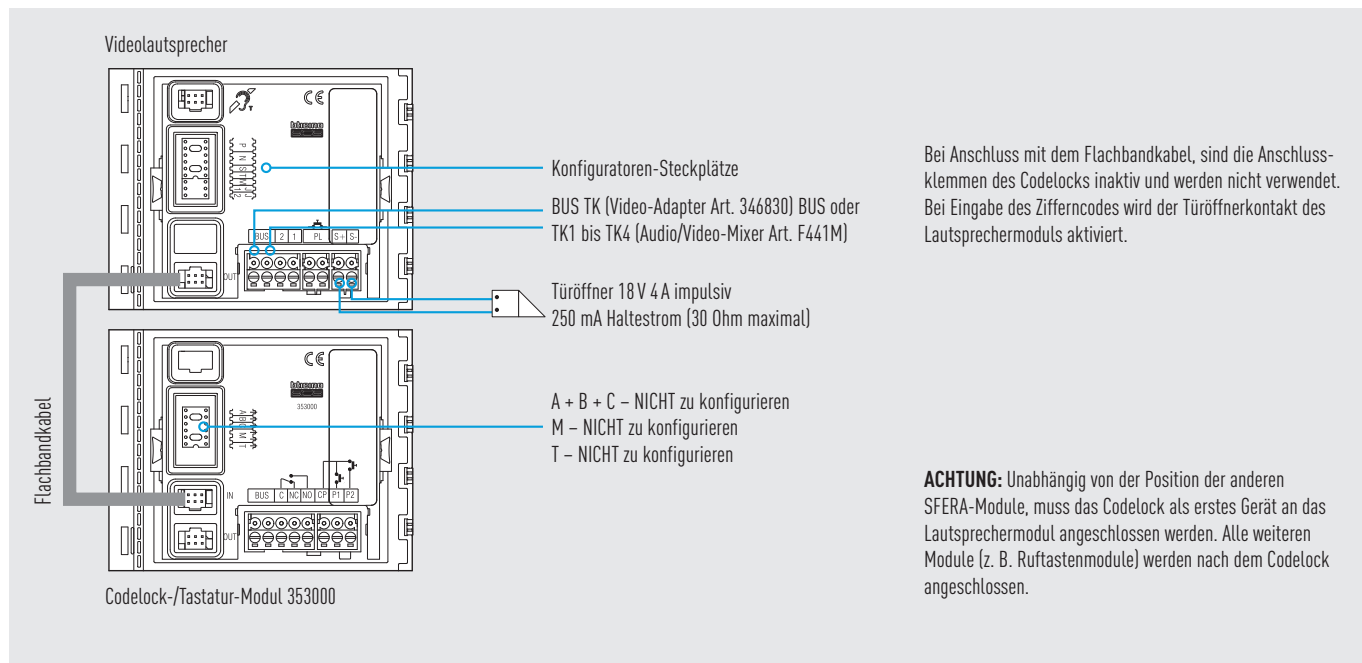 Videolautsprecher
T
CE
bticino
P N S T M J
1 2
Konfiguratoren-Steckplätze
BUS TK (Video-Adapter Art. 346830) BUS oder
TK1 bis TK4 (Audio/Video-Mixer Art. F441M)
BUS 2 1 PL S+ S-
OUT
Türöffner 18 V 4 A impulsiv
250 mA Haltestrom (30 Ohm maximal)
Flachbandkabel
CE
bticino
353000
A B C M T
A + B + C – NICHT zu konfigurieren
M – NICHT zu konfigurieren
T – NICHT zu konfigurieren
IN
BUS C NC NO CP P1 P2
OUT
Codelock-/Tastatur-Modul 353000
Bei Anschluss mit dem Flachbandkabel, sind die Anschluss-
klemmen des Codelocks inaktiv und werden nicht verwendet.
Bei Eingabe des Zifferncodes wird der Türöffnerkontakt des
Lautsprechermoduls aktiviert.
ACHTUNG: Unabhängig von der Position der anderen
SFERA-Module, muss das Codelock als erstes Gerät an das
Lautsprechermodul angeschlossen werden. Alle weiteren
Module (z. B. Ruftastenmodule) werden nach dem Codelock
angeschlossen.